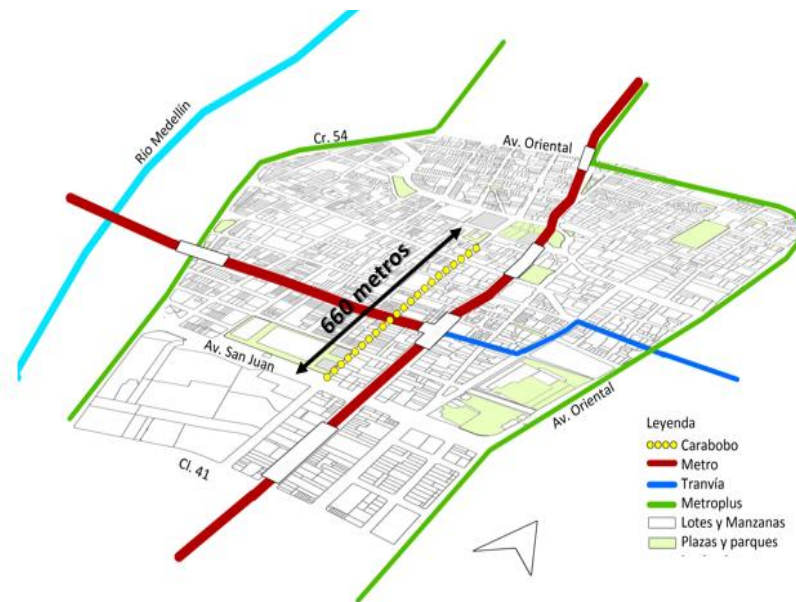 Río Medellín
Cr. 54
Av. Oriental
660 metros
Av. San Juan
Av. Oriental
Cl. 41
Leyenda
Carabobo
Metro
Tranvía
Metroplus
Lotes y Manzanas
Plazas y parques